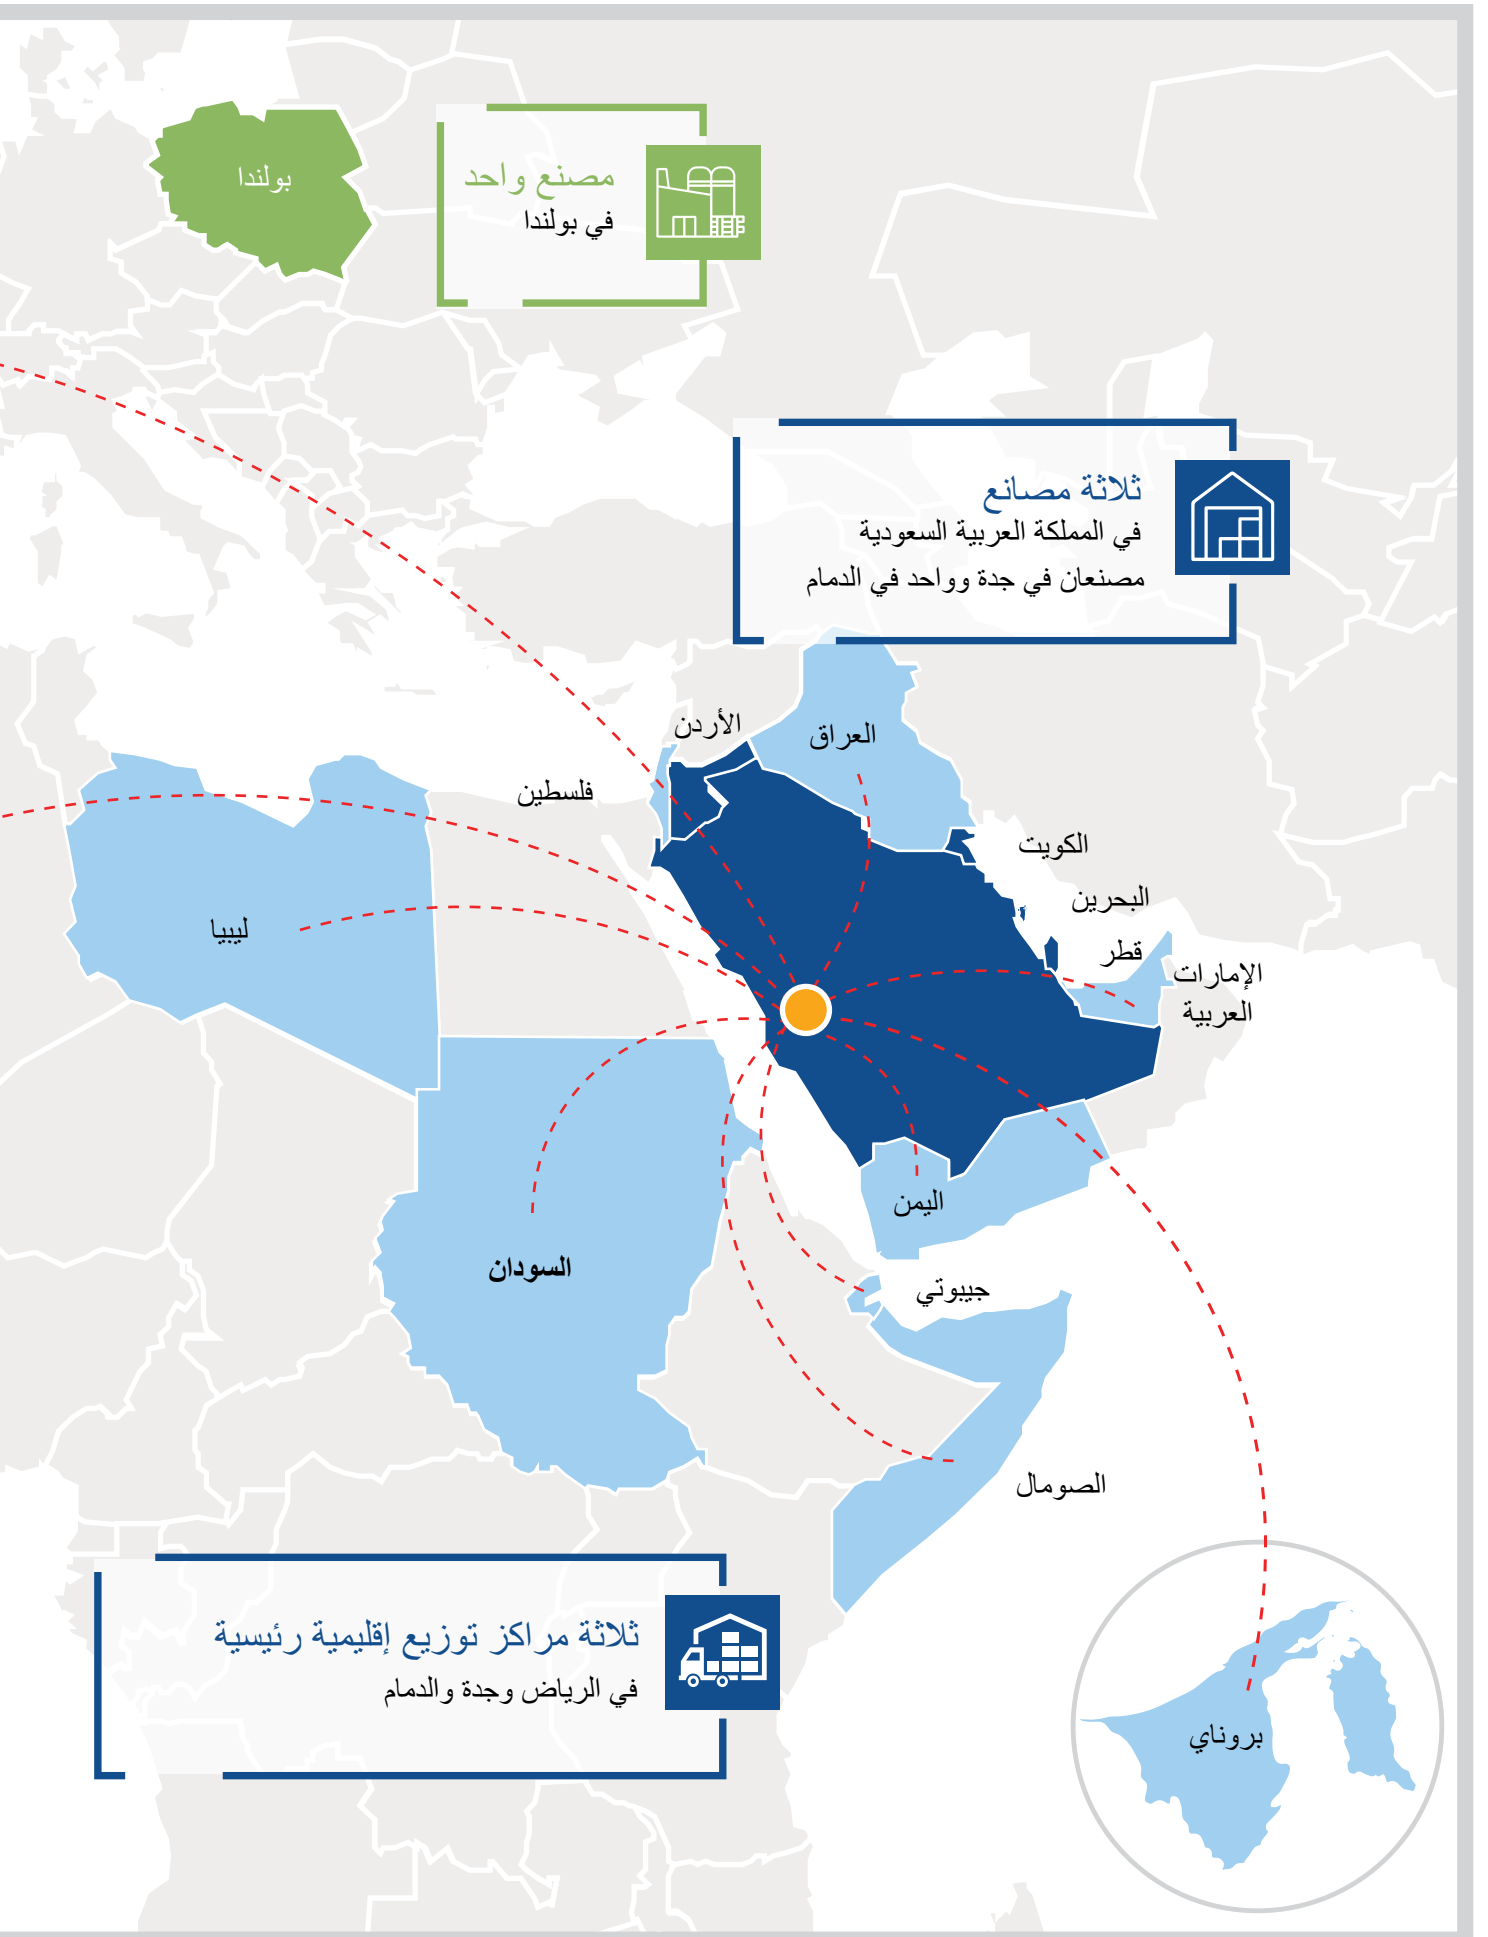 بولندا
مصنع واحد
في بولندا
ثلاثة مصانع
في المملكة العربية السعودية
مصنعان في جدة وواحد في الدمام
الأردن
العراق
فلسطين
الكويت
البحرين
قطر
الإمارات
العربية
ليبيا
اليمن
السودان
جيبوتي
الصومال
ثلاثة مراكز توزيع إقليمية رئيسية
في الرياض وجدة والدمام
بروناي